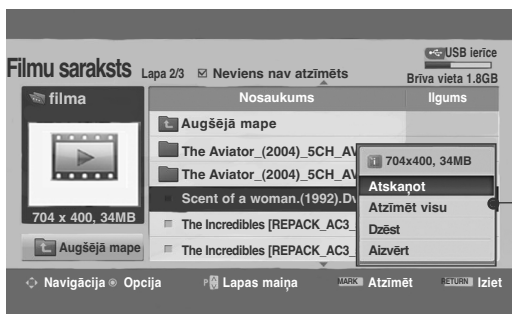 USB ierīce
Filmu saraksts Lapa 2/3 ☑ Neviens nav atzīmēts
Brīva vieta 1.8GB
filma
Nosaukums Ilgums
Augšējā mape
The Aviator_(2004)_5CH_AV
The Aviator_(2004)_5CH_AV
Scent of a woman.(1992).Dv
The Incredibles [REPACK_AC3_
The Incredibles [REPACK_AC3_
704x400, 34MB
Atskaņot
Atzīmēt visu
Dzēst
Aizvērt
704 x 400, 34MB
Augšējā mape
Navigācija Opcija P Lapas maiņa MARK Atzīmēt RETURN Iziet